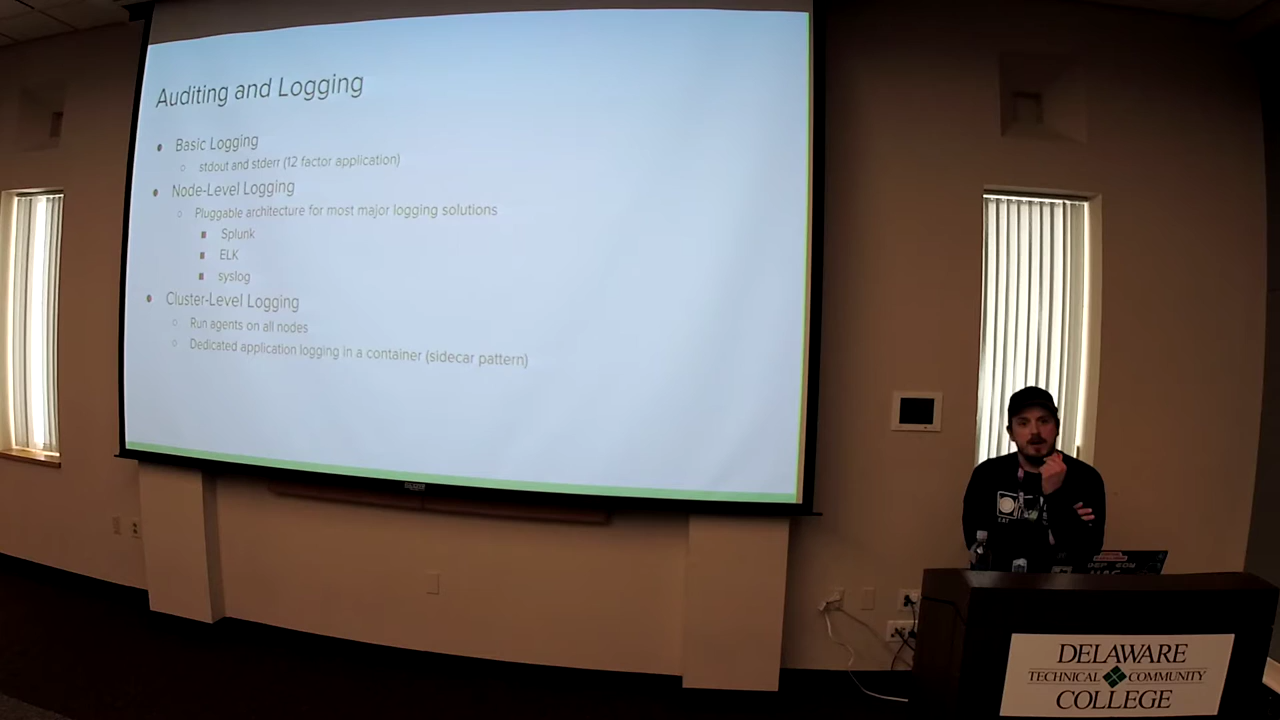 Auditing and Logging
● Basic Logging
○ stdout and stderr (12 factor application)
● Node-Level Logging
○ Pluggable architecture for most major logging solutions
■ Splunk
■ ELK
■ syslog
● Cluster-Level Logging
○ Run agents on all nodes
○ Dedicated application logging in a container (sidecar pattern)
DELAWARE
TECHNICAL COMMUNITY
COLLEGE